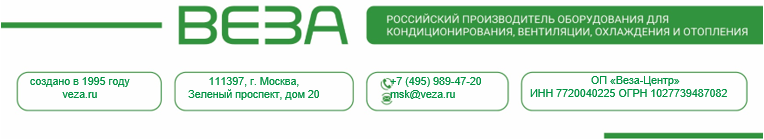 ВЕЗА
РОССИЙСКИЙ ПРОИЗВОДИТЕЛЬ ОБОРУДОВАНИЯ ДЛЯ
КОНДИЦИОНИРОВАНИЯ, ВЕНТИЛЯЦИИ, ОХЛАЖДЕНИЯ И ОТОПЛЕНИЯ
создано в 1995 году
veza.ru
111397, г. Москва,
Зеленый проспект, дом 20
+7 (495) 989-47-20
msk@veza.ru
ОП «Веза-Центр»
ИНН 7720040225 ОГРН 1027739487082